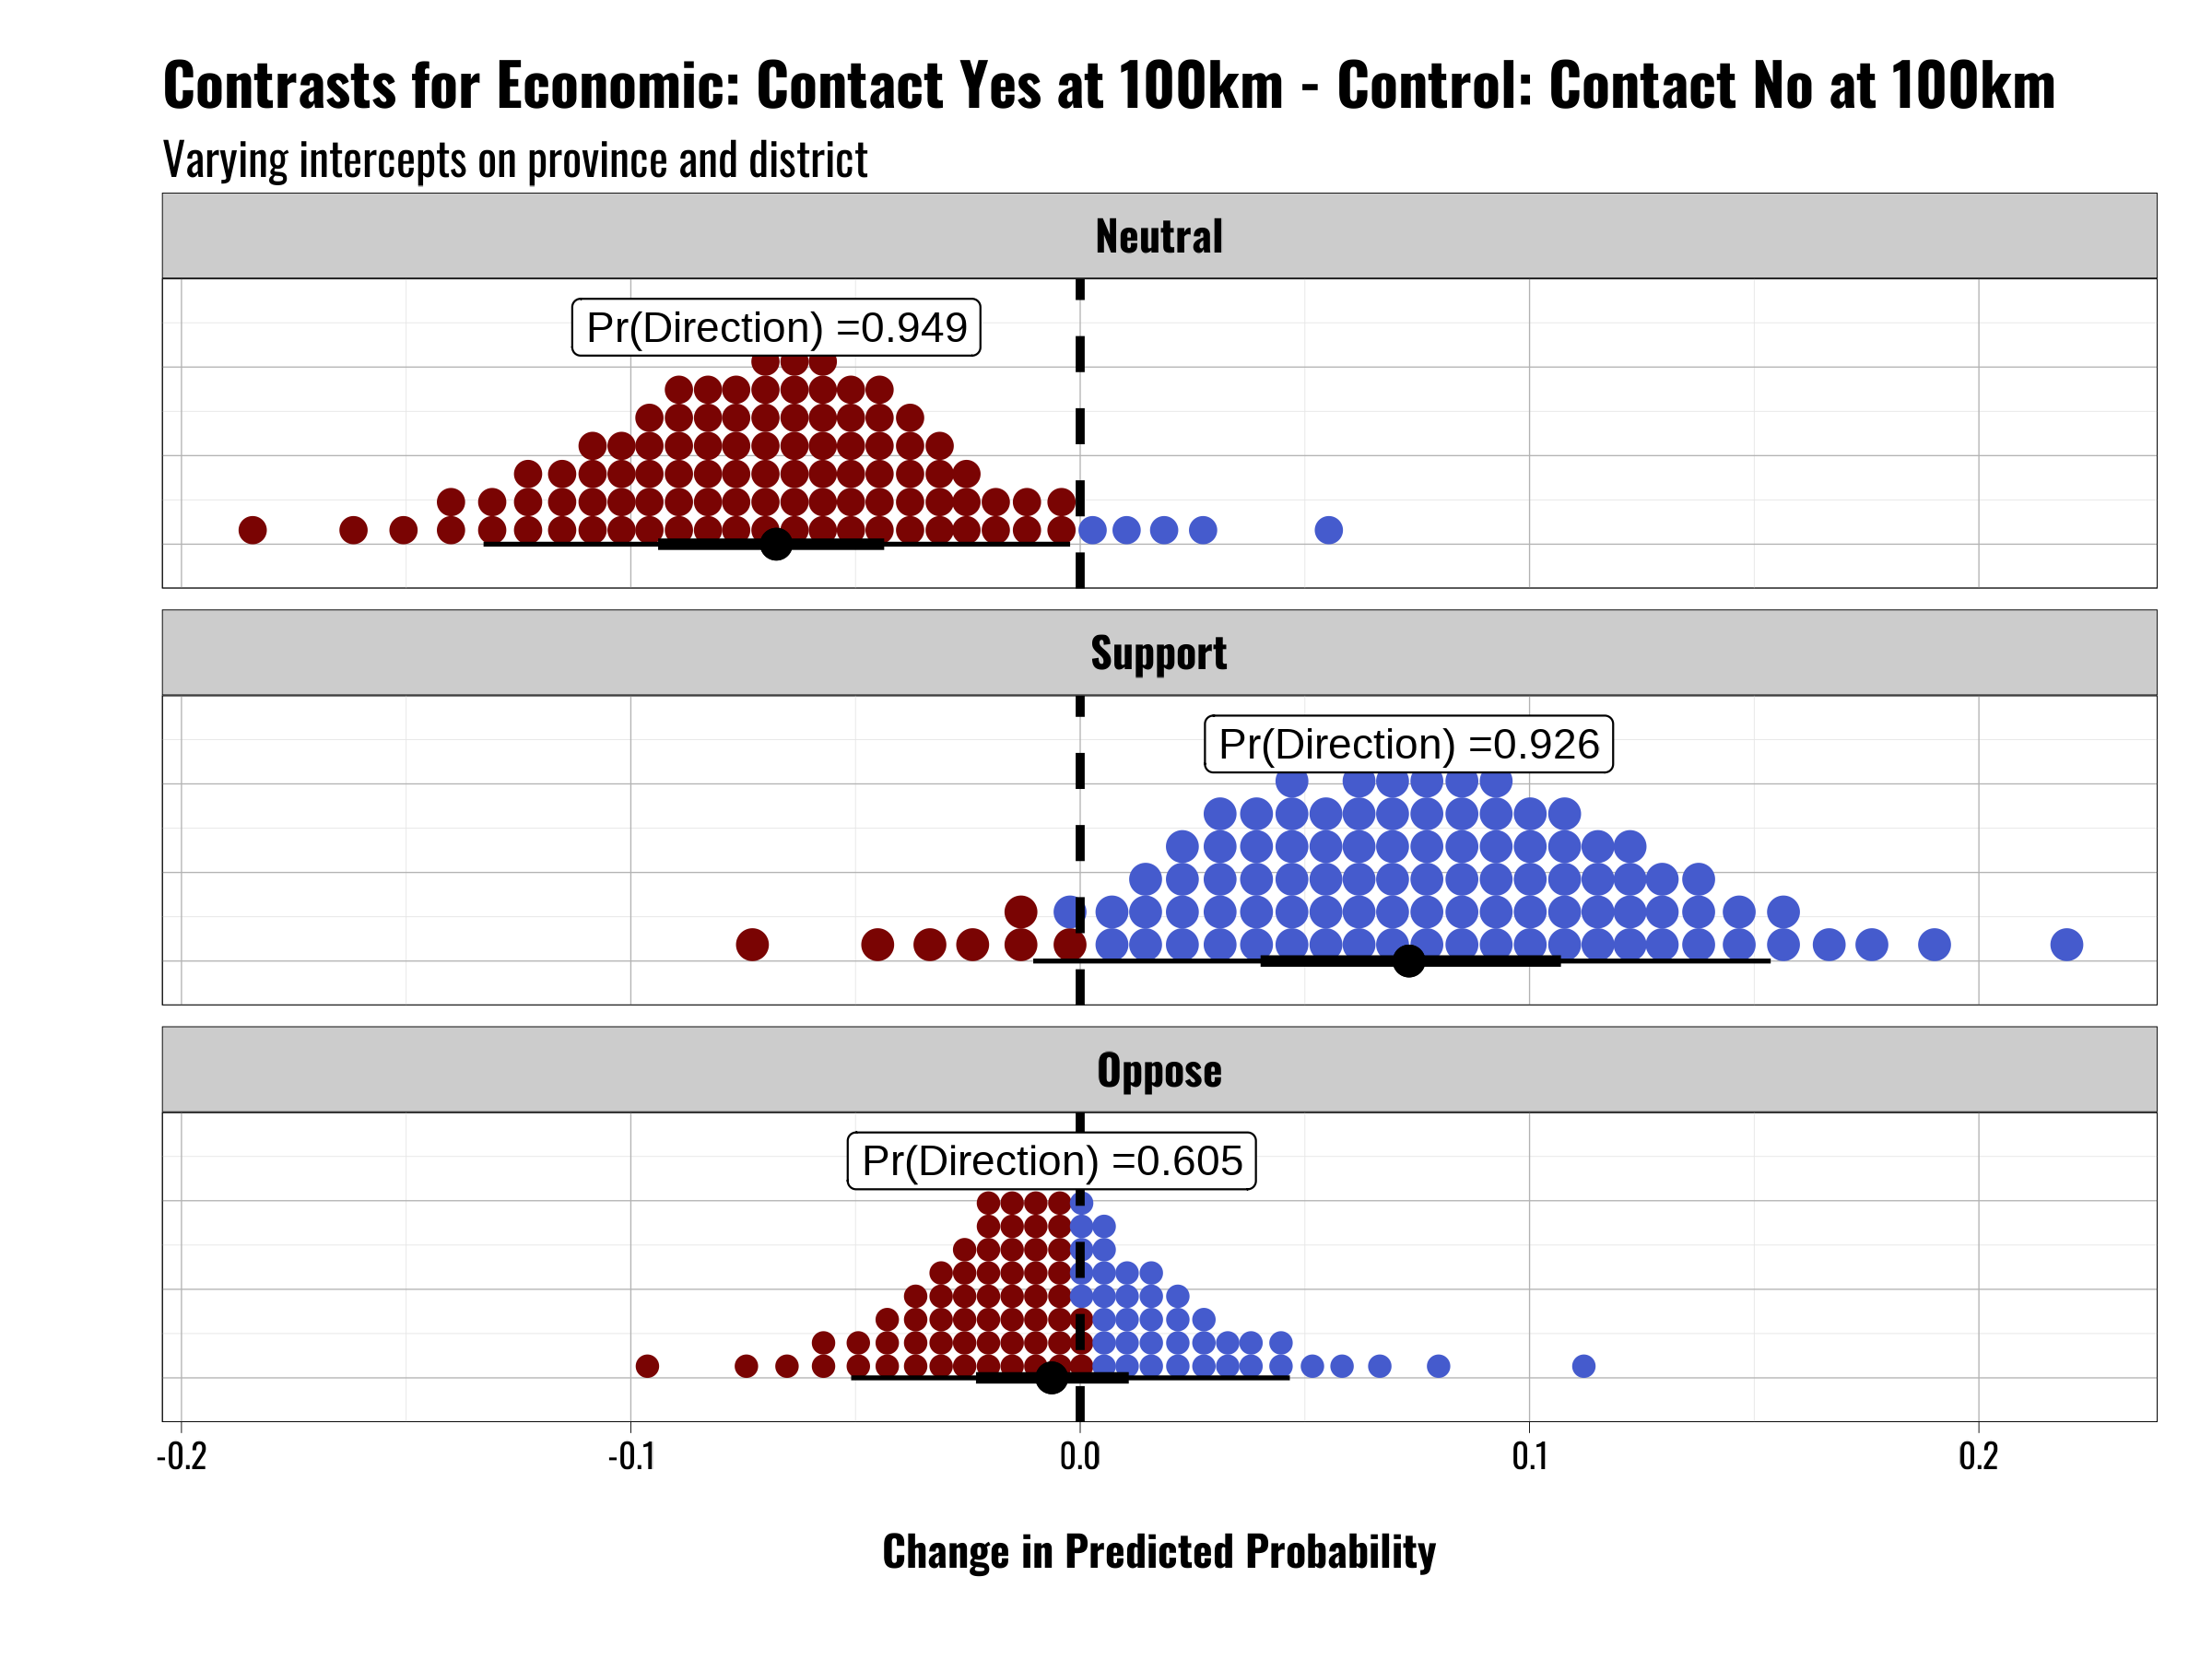 Contrasts for Economic: Contact Yes at 100km - Control: Contact No at 100km
Varying intercepts on province and district
Neutral
Pr(Direction) =0.949
Support
Pr(Direction) =0.926
Oppose
Pr(Direction) =0.605
-0.2 -0.1 0.0 0.1 0.2
Change in Predicted Probability